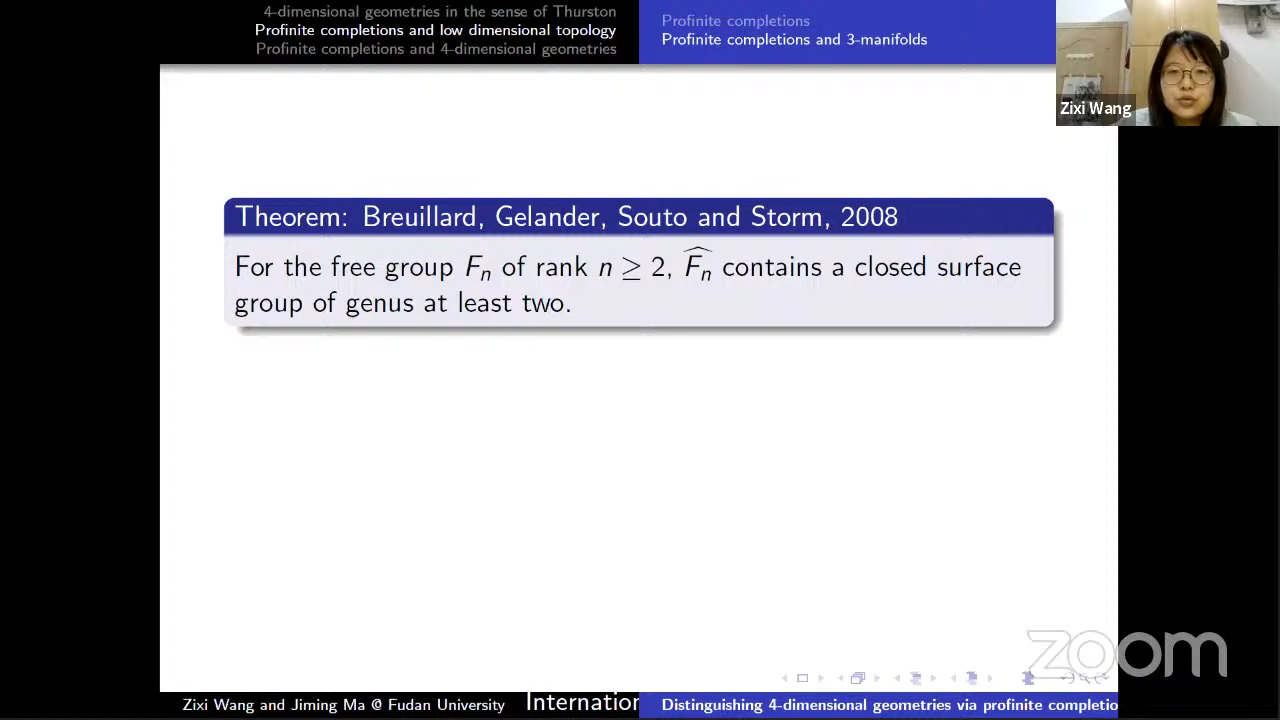 4-dimensional geometries in the sense of Thurston
Profinite completions and low dimensional topology
Profinite completions and 4-dimensional geometries
Profinite completions
Profinite completions and 3-manifolds
Zixi Wang
Theorem: Breuillard, Gelander, Souto and Storm, 2008
For the free group $F_n$ of rank $n \geq 2$, $\widehat{F_n}$ contains a closed surface
group of genus at least two.
zoom
Zixi Wang and Jiming Ma @ Fudan University
Internation
Distinguishing 4-dimensional geometries via profinite completio